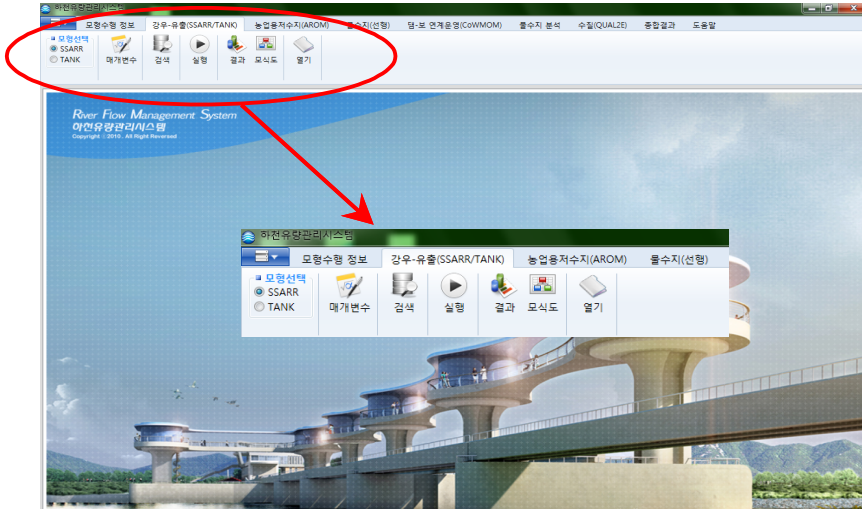 하천유량관리시스템
모형수행 정보 강우-유출(SSARR/TANK) 농업용저수지(AROM) 물수지(선형) 댐-보 연계운영(CoWMOM) 물수지 분석 수질(QUAL2E) 종합결과 도움말
모형선택
SSARR
TANK
매개변수 검색 실행 결과 모식도 열기
River Flow Management System
하천유량관리시스템
Copyright ⓒ 2010. All Right Reversed
하천유량관리시스템
모형수행 정보 강우-유출(SSARR/TANK) 농업용저수지(AROM) 물수지(선형)
모형선택
SSARR
TANK
매개변수 검색 실행 결과 모식도 열기